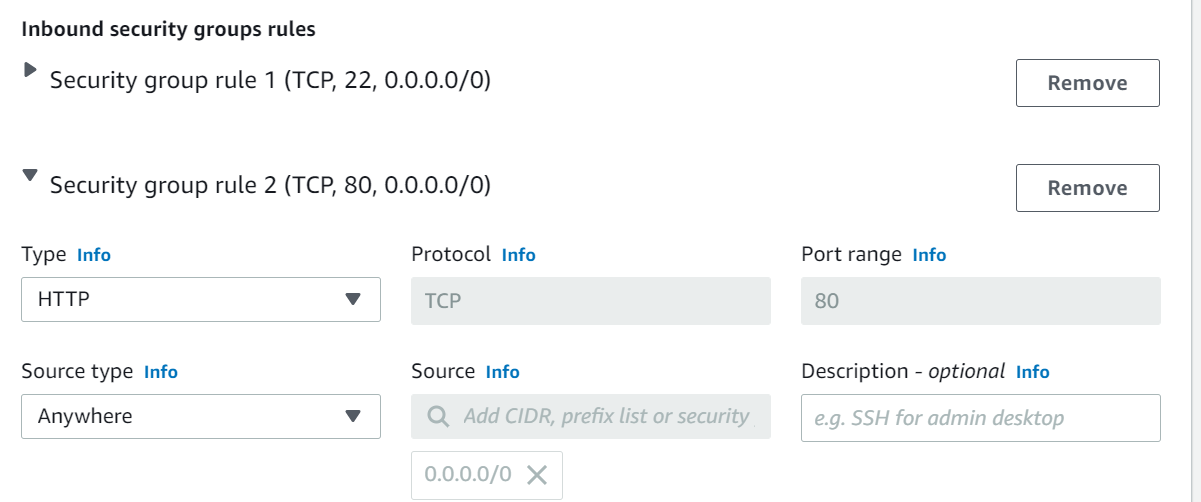 Inbound security groups rules
Security group rule 1 (TCP, 22, 0.0.0.0/0)
Remove
Security group rule 2 (TCP, 80, 0.0.0.0/0)
Remove
Type Info
Protocol Info
Port range Info
HTTP
TCP
80
Source type Info
Source Info
Description - optional Info
Anywhere
Add CIDR, prefix list or security
e.g. SSH for admin desktop
0.0.0.0/0